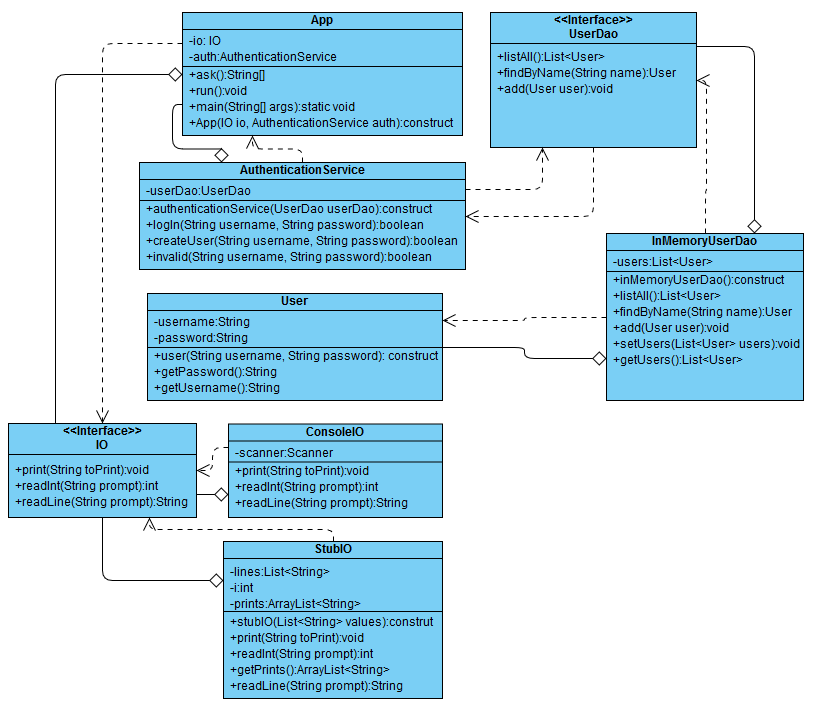 App
-io: IO
-auth:AuthenticationService
+ask():String[]
+run():void
+main(String[] args):static void
+App(IO io, AuthenticationService auth):construct
<<Interface>>
UserDao
+listAll():List<User>
+findByName(String name):User
+add(User user):void
AuthenticationService
-userDao:UserDao
+authenticationService(UserDao userDao):construct
+logIn(String username, String password):boolean
+createUser(String username, String password):boolean
+invalid(String username, String password):boolean
InMemoryUserDao
-users:List<User>
+inMemoryUserDao():construct
+listAll():List<User>
+findByName(String name):User
+add(User user):void
+setUsers(List<User> users):void
+getUsers():List<User>
User
-username:String
-password:String
+user(String username, String password): construct
+getPassword():String
+getUsername():String
<<Interface>>
IO
+print(String toPrint):void
+readInt(String prompt):int
+readLine(String prompt):String
ConsoleIO
-scanner:Scanner
+print(String toPrint):void
+readInt(String prompt):int
+readLine(String prompt):String
StubIO
-lines:List<String>
-i:int
-prints:ArrayList<String>
+stubIO(List<String> values):construt
+print(String toPrint):void
+readInt(String prompt):int
+getPrints():ArrayList<String>
+readLine(String prompt):String